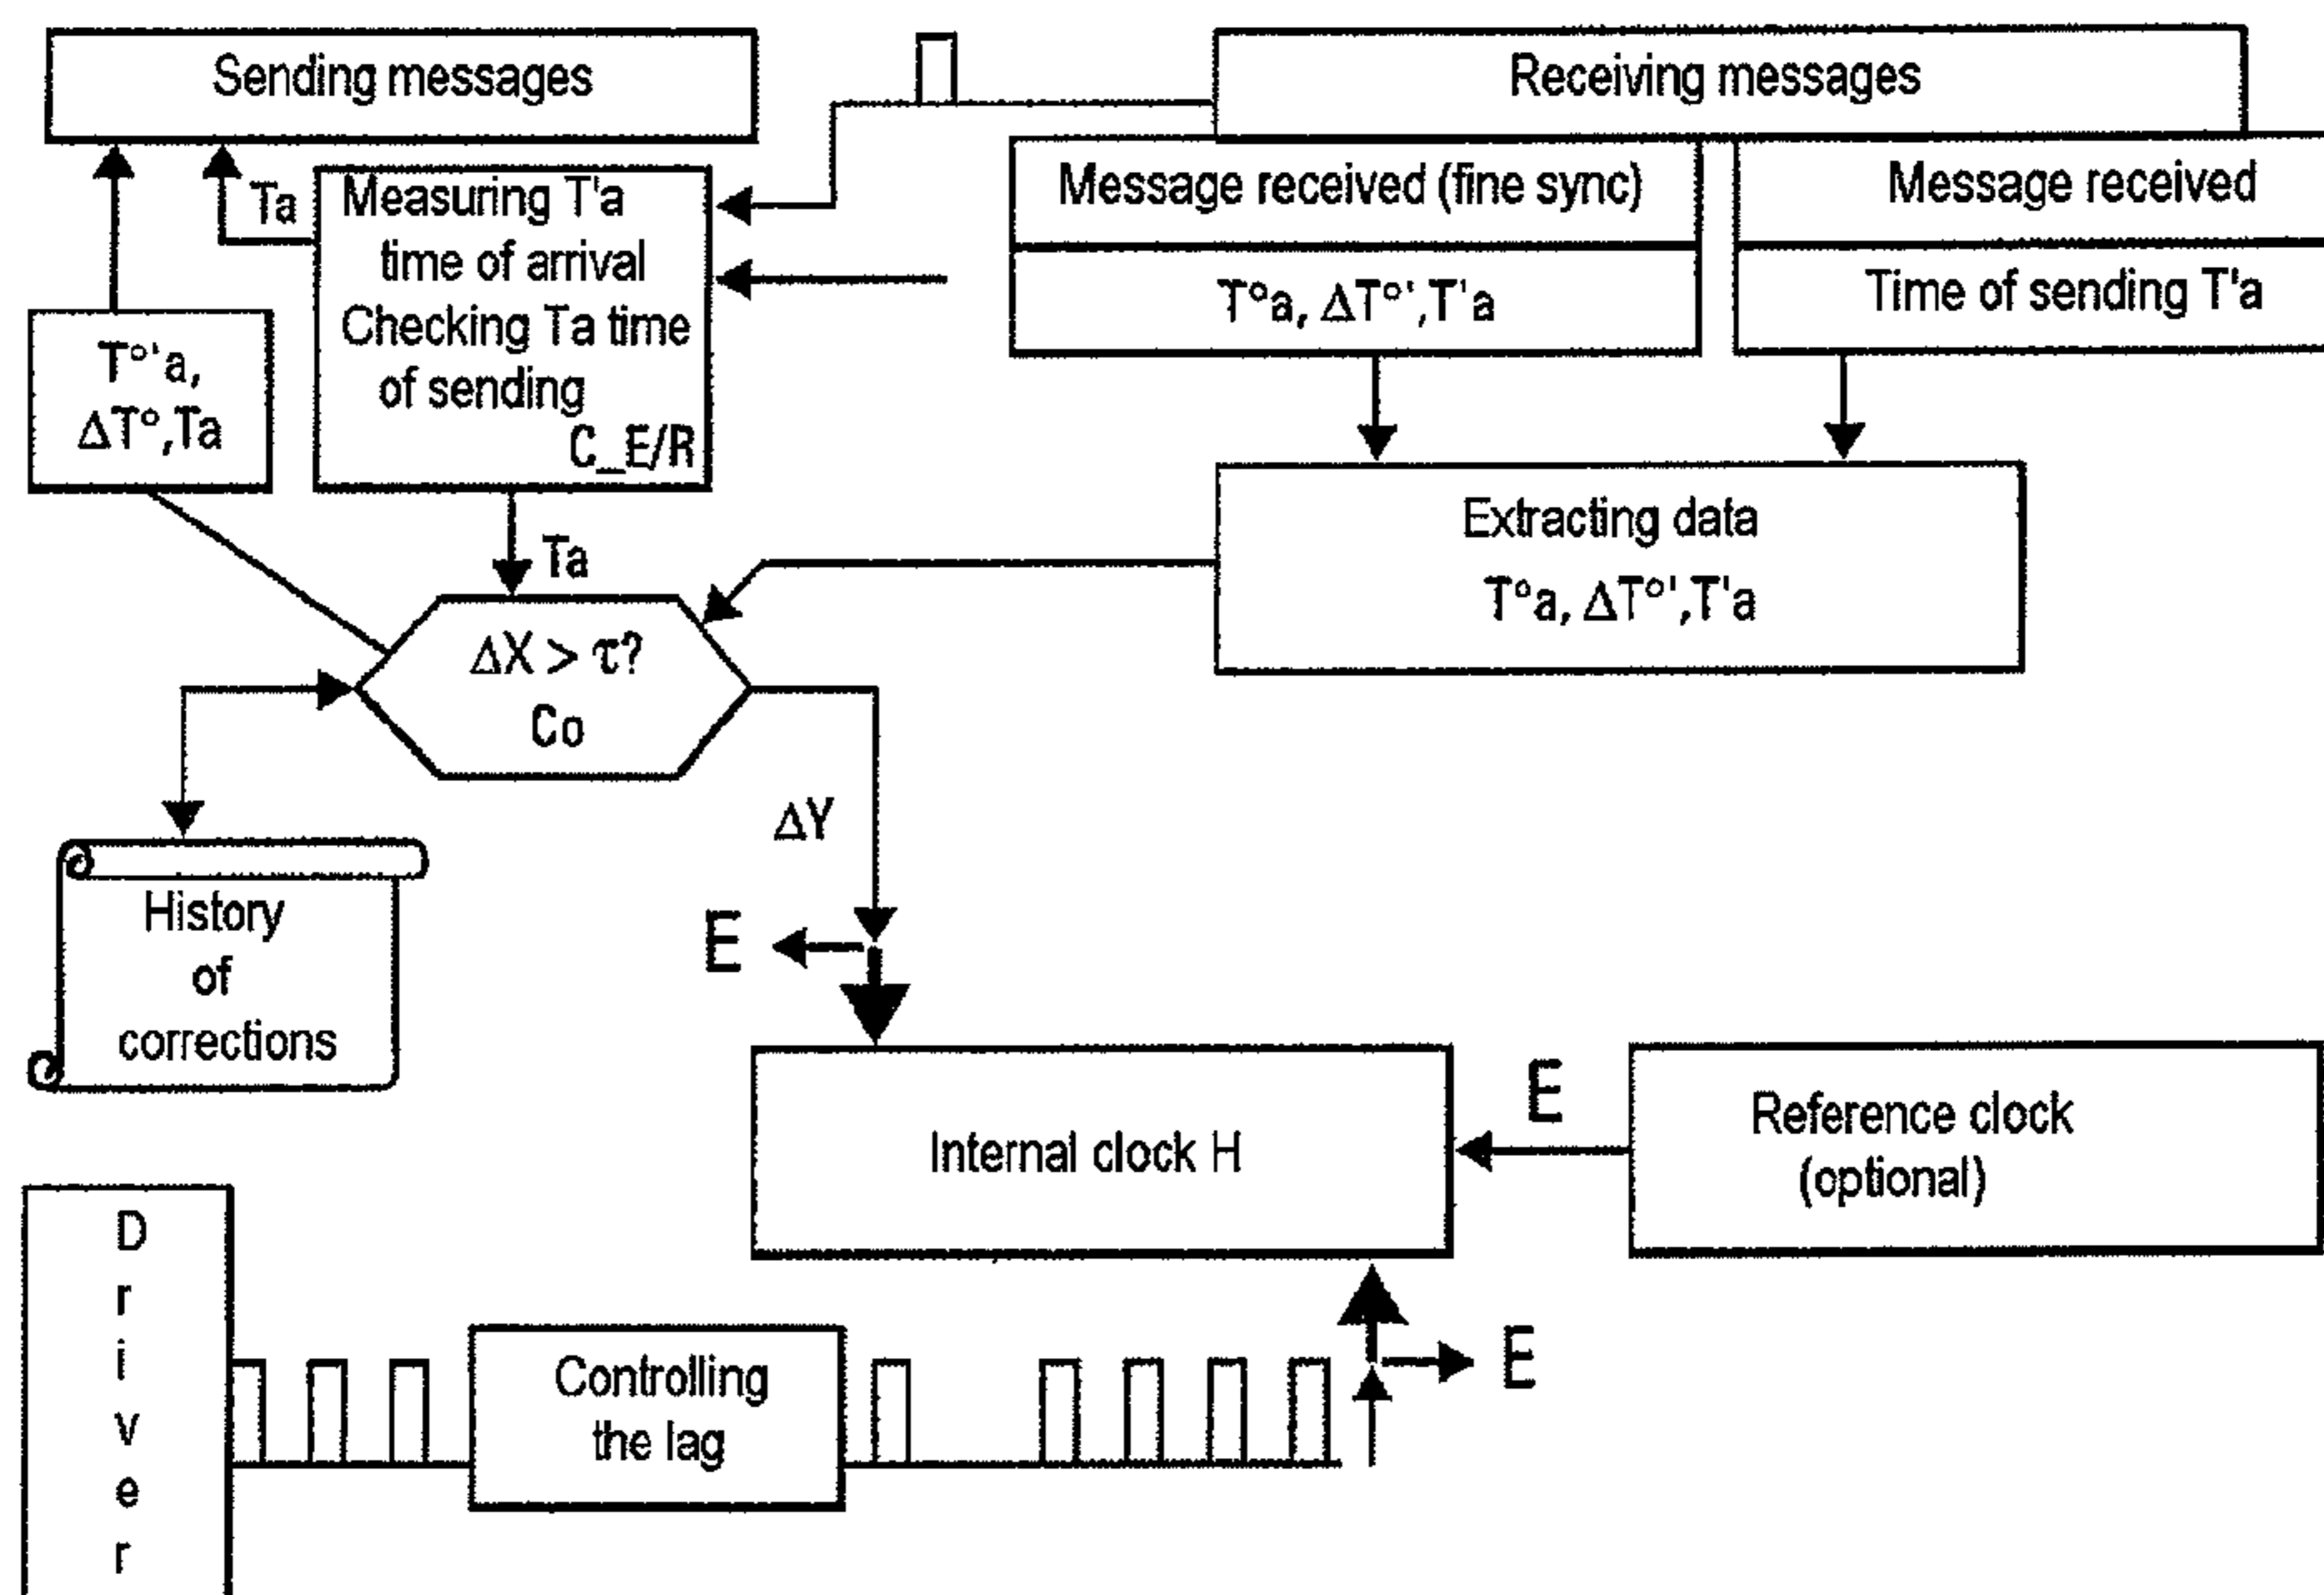 Sending messages
Receiving messages
Message received (fine sync)
Message received
T°a, ΔT°',T'a
Time of sending T'a
Ta
Measuring T'a
time of arrival
Checking Ta time
of sending
C_E/R
T°'a,
ΔT°,Ta
Ta
Extracting data
T°a, ΔT°',T'a
ΔX > τ?
Co
ΔY
E
History
of
corrections
Internal clock H
E
Reference clock
(optional)
D
r
i
v
e
r
Controlling
the lag
E